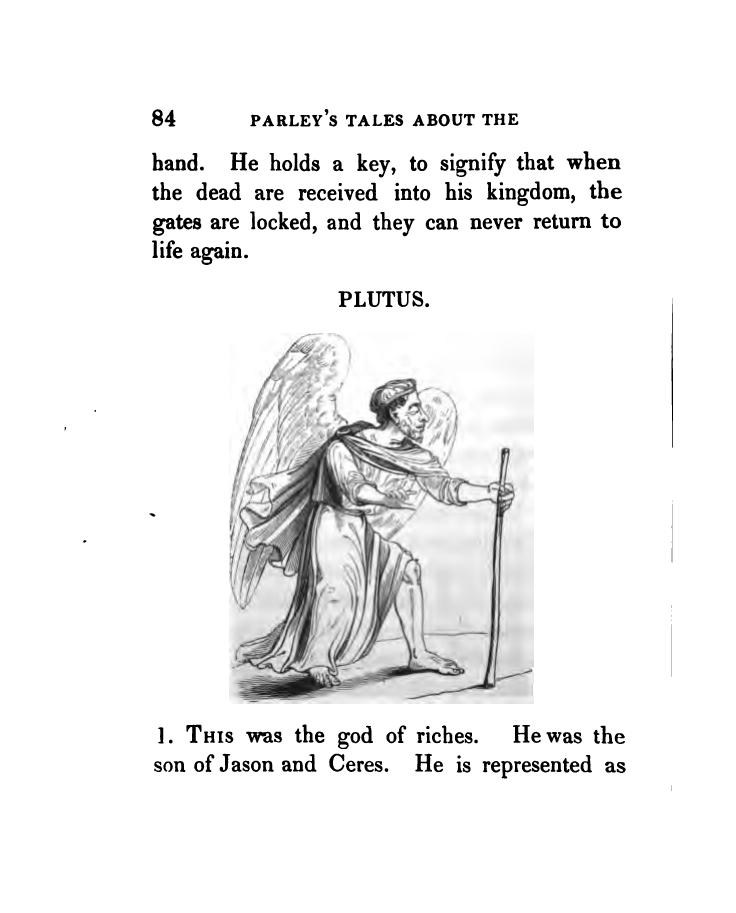 84 PARLEY'S TALES ABOUT THE
hand. He holds a key, to signify that when
the dead are received into his kingdom, the
gates are locked, and they can never return to
life again.
PLUTUS.
1. THIS was the god of riches. He was the
son of Jason and Ceres. He is represented as